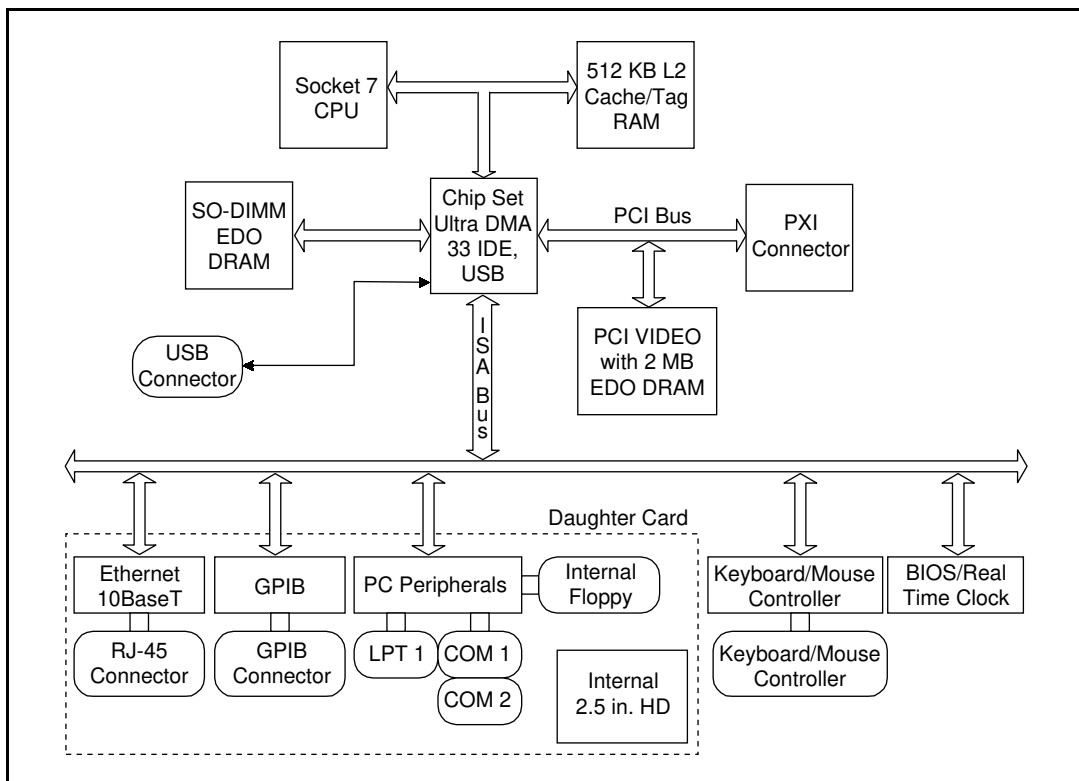 Socket 7
CPU
512 KB L2
Cache/Tag
RAM
SO-DIMM
EDO
DRAM
Chip Set
Ultra DMA
33 IDE,
USB
PCI Bus
PXI
Connector
PCI VIDEO
with 2 MB
EDO DRAM
USB
Connector
ISA Bus
Daughter Card
Ethernet
10BaseT
GPIB
PC Peripherals
Internal
Floppy
Keyboard/Mouse
Controller
BIOS/Real
Time Clock
RJ-45
Connector
GPIB
Connector
LPT 1
COM 1
COM 2
Internal
2.5 in. HD
Keyboard/Mouse
Controller